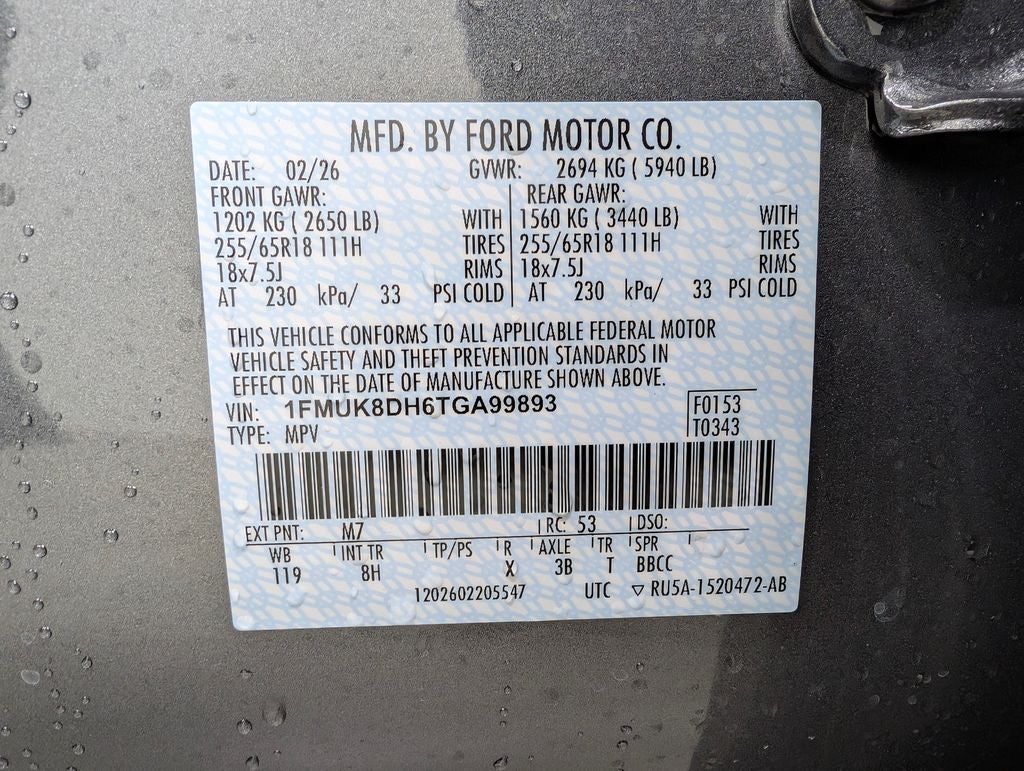 MFD. BY FORD MOTOR CO.
DATE: 02/26 GVWR: 2694 KG ( 5940 LB)
FRONT GAWR: REAR GAWR:
1202 KG ( 2650 LB) WITH 1560 KG ( 3440 LB) WITH
255/65R18 111H TIRES 255/65R18 111H TIRES
18x7.5J RIMS 18x7.5J RIMS
AT 230 kPa/ 33 PSI COLD AT 230 kPa/ 33 PSI COLD
THIS VEHICLE CONFORMS TO ALL APPLICABLE FEDERAL MOTOR
VEHICLE SAFETY AND THEFT PREVENTION STANDARDS IN
EFFECT ON THE DATE OF MANUFACTURE SHOWN ABOVE.
VIN: 1FMUK8DH6TGA99893 F0153
TYPE: MPV T0343
EXT PNT: M7 RC: 53 DSO:
WB INT TR TP/PS R AXLE TR SPR
119 8H X 3B T BBCC
1202602205547 UTC ▽ RU5A-1520472-AB